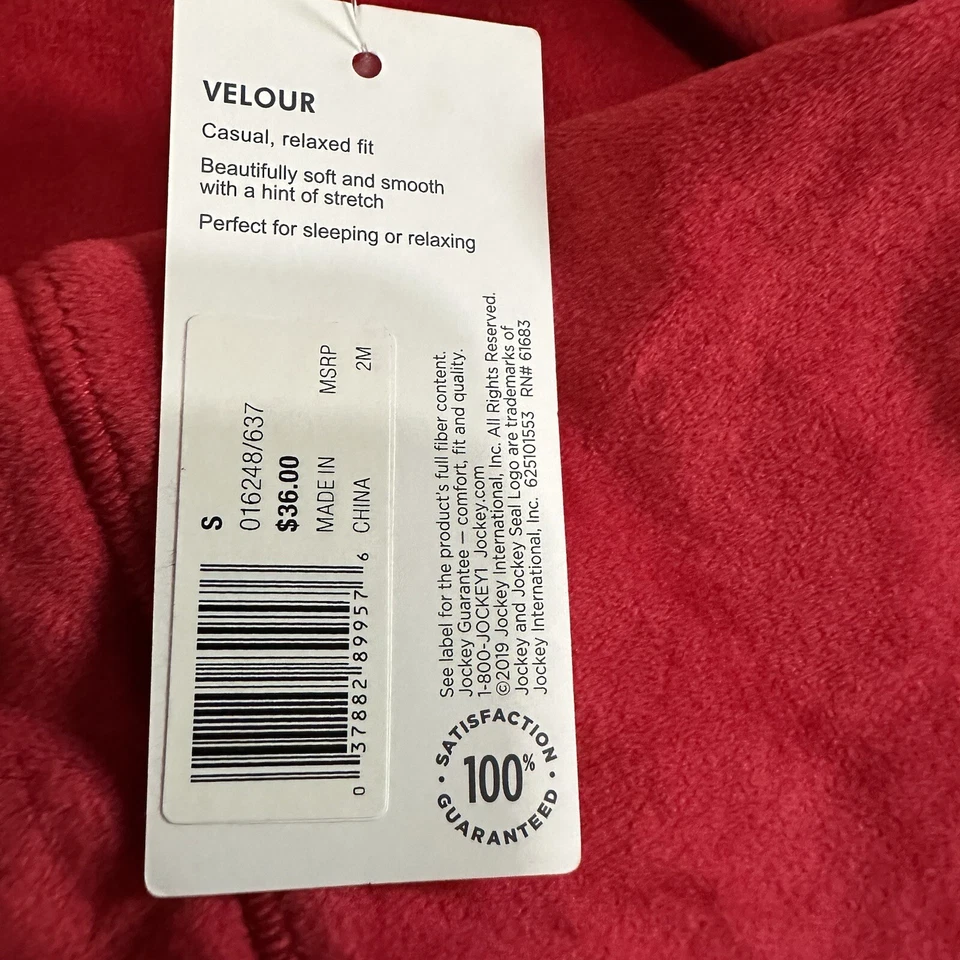 VELOUR
Casual, relaxed fit
Beautifully soft and smooth
with a hint of stretch
Perfect for sleeping or relaxing
S
016248/637
$36.00
MADE IN MSRP
CHINA 2M
0 37882 89957 6
See label for the product's full fiber content.
Jockey Guarantee — comfort, fit and quality.
1-800-JOCKEY1 Jockey.com
©2019 Jockey International, Inc. All Rights Reserved.
Jockey and Jockey Seal Logo are trademarks of
Jockey International, Inc. 625101553 RN# 61683
SATISFACTION
100%
GUARANTEED